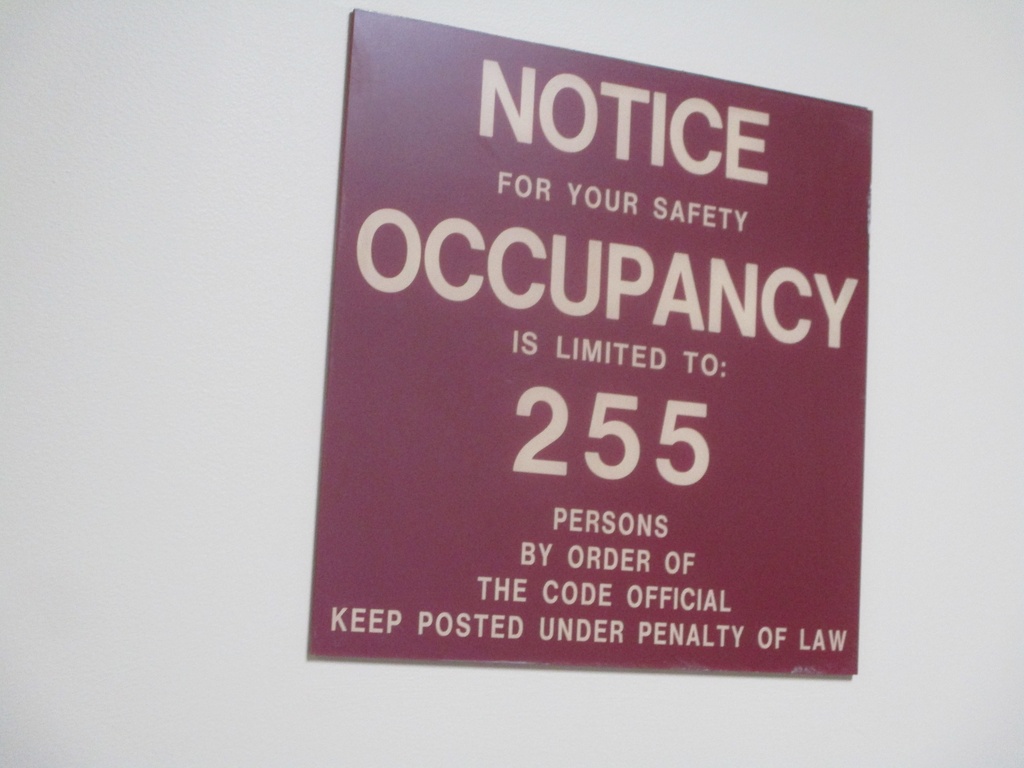 NOTICE
FOR YOUR SAFETY
OCCUPANCY
IS LIMITED TO:
255
PERSONS
BY ORDER OF
THE CODE OFFICIAL
KEEP POSTED UNDER PENALTY OF LAW